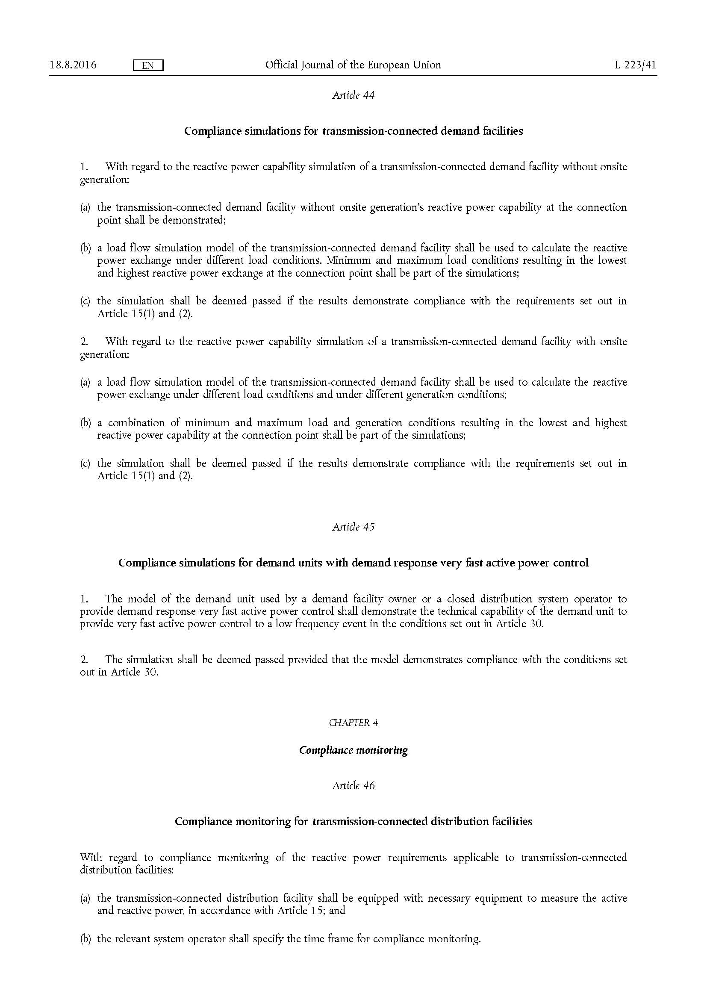 18.8.2016 EN Official Journal of the European Union L 223/41
Article 44
Compliance simulations for transmission-connected demand facilities
1. With regard to the reactive power capability simulation of a transmission-connected demand facility without onsite
generation:
(a) the transmission-connected demand facility without onsite generation’s reactive power capability at the connection
point shall be demonstrated;
(b) a load flow simulation model of the transmission-connected demand facility shall be used to calculate the reactive
power exchange under different load conditions. Minimum and maximum load conditions resulting in the lowest
and highest reactive power exchange at the connection point shall be part of the simulations;
(c) the simulation shall be deemed passed if the results demonstrate compliance with the requirements set out in
Article 15(1) and (2).
2. With regard to the reactive power capability simulation of a transmission-connected demand facility with onsite
generation:
(a) a load flow simulation model of the transmission-connected demand facility shall be used to calculate the reactive
power exchange under different load conditions and under different generation conditions;
(b) a combination of minimum and maximum load and generation conditions resulting in the lowest and highest
reactive power capability at the connection point shall be part of the simulations;
(c) the simulation shall be deemed passed if the results demonstrate compliance with the requirements set out in
Article 15(1) and (2).
Article 45
Compliance simulations for demand units with demand response very fast active power control
1. The model of the demand unit used by a demand facility owner or a closed distribution system operator to
provide demand response very fast active power control shall demonstrate the technical capability of the demand unit to
provide very fast active power control to a low frequency event in the conditions set out in Article 30.
2. The simulation shall be deemed passed provided that the model demonstrates compliance with the conditions set
out in Article 30.
CHAPTER 4
Compliance monitoring
Article 46
Compliance monitoring for transmission-connected distribution facilities
With regard to compliance monitoring of the reactive power requirements applicable to transmission-connected
distribution facilities:
(a) the transmission-connected distribution facility shall be equipped with necessary equipment to measure the active
and reactive power, in accordance with Article 15; and
(b) the relevant system operator shall specify the time frame for compliance monitoring.